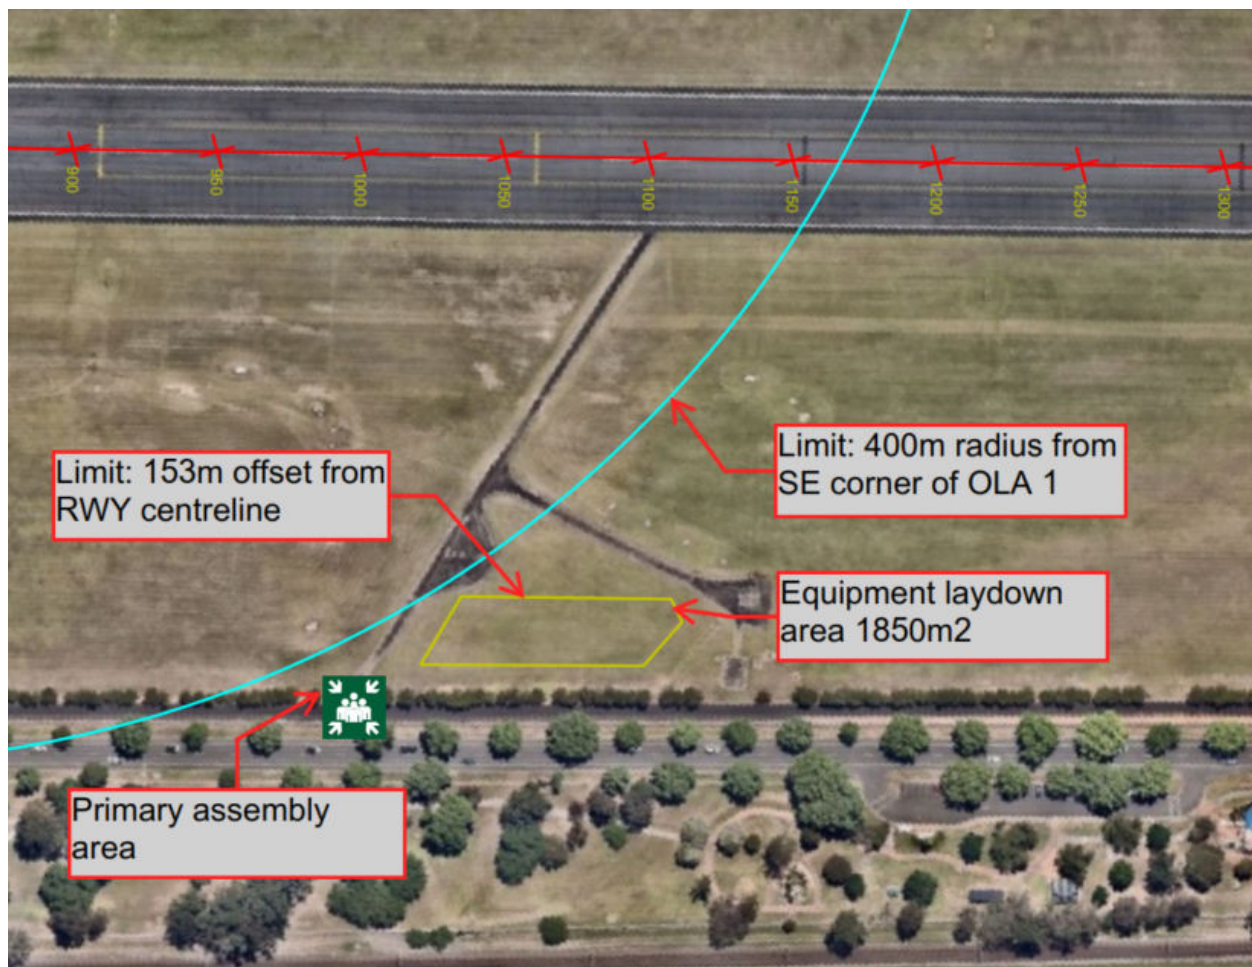 900
950
1000
1050
1100
1150
1200
1250
1300
Limit: 400m radius from
SE corner of OLA 1
Limit: 153m offset from
RWY centreline
Equipment laydown
area 1850m2
Primary assembly
area